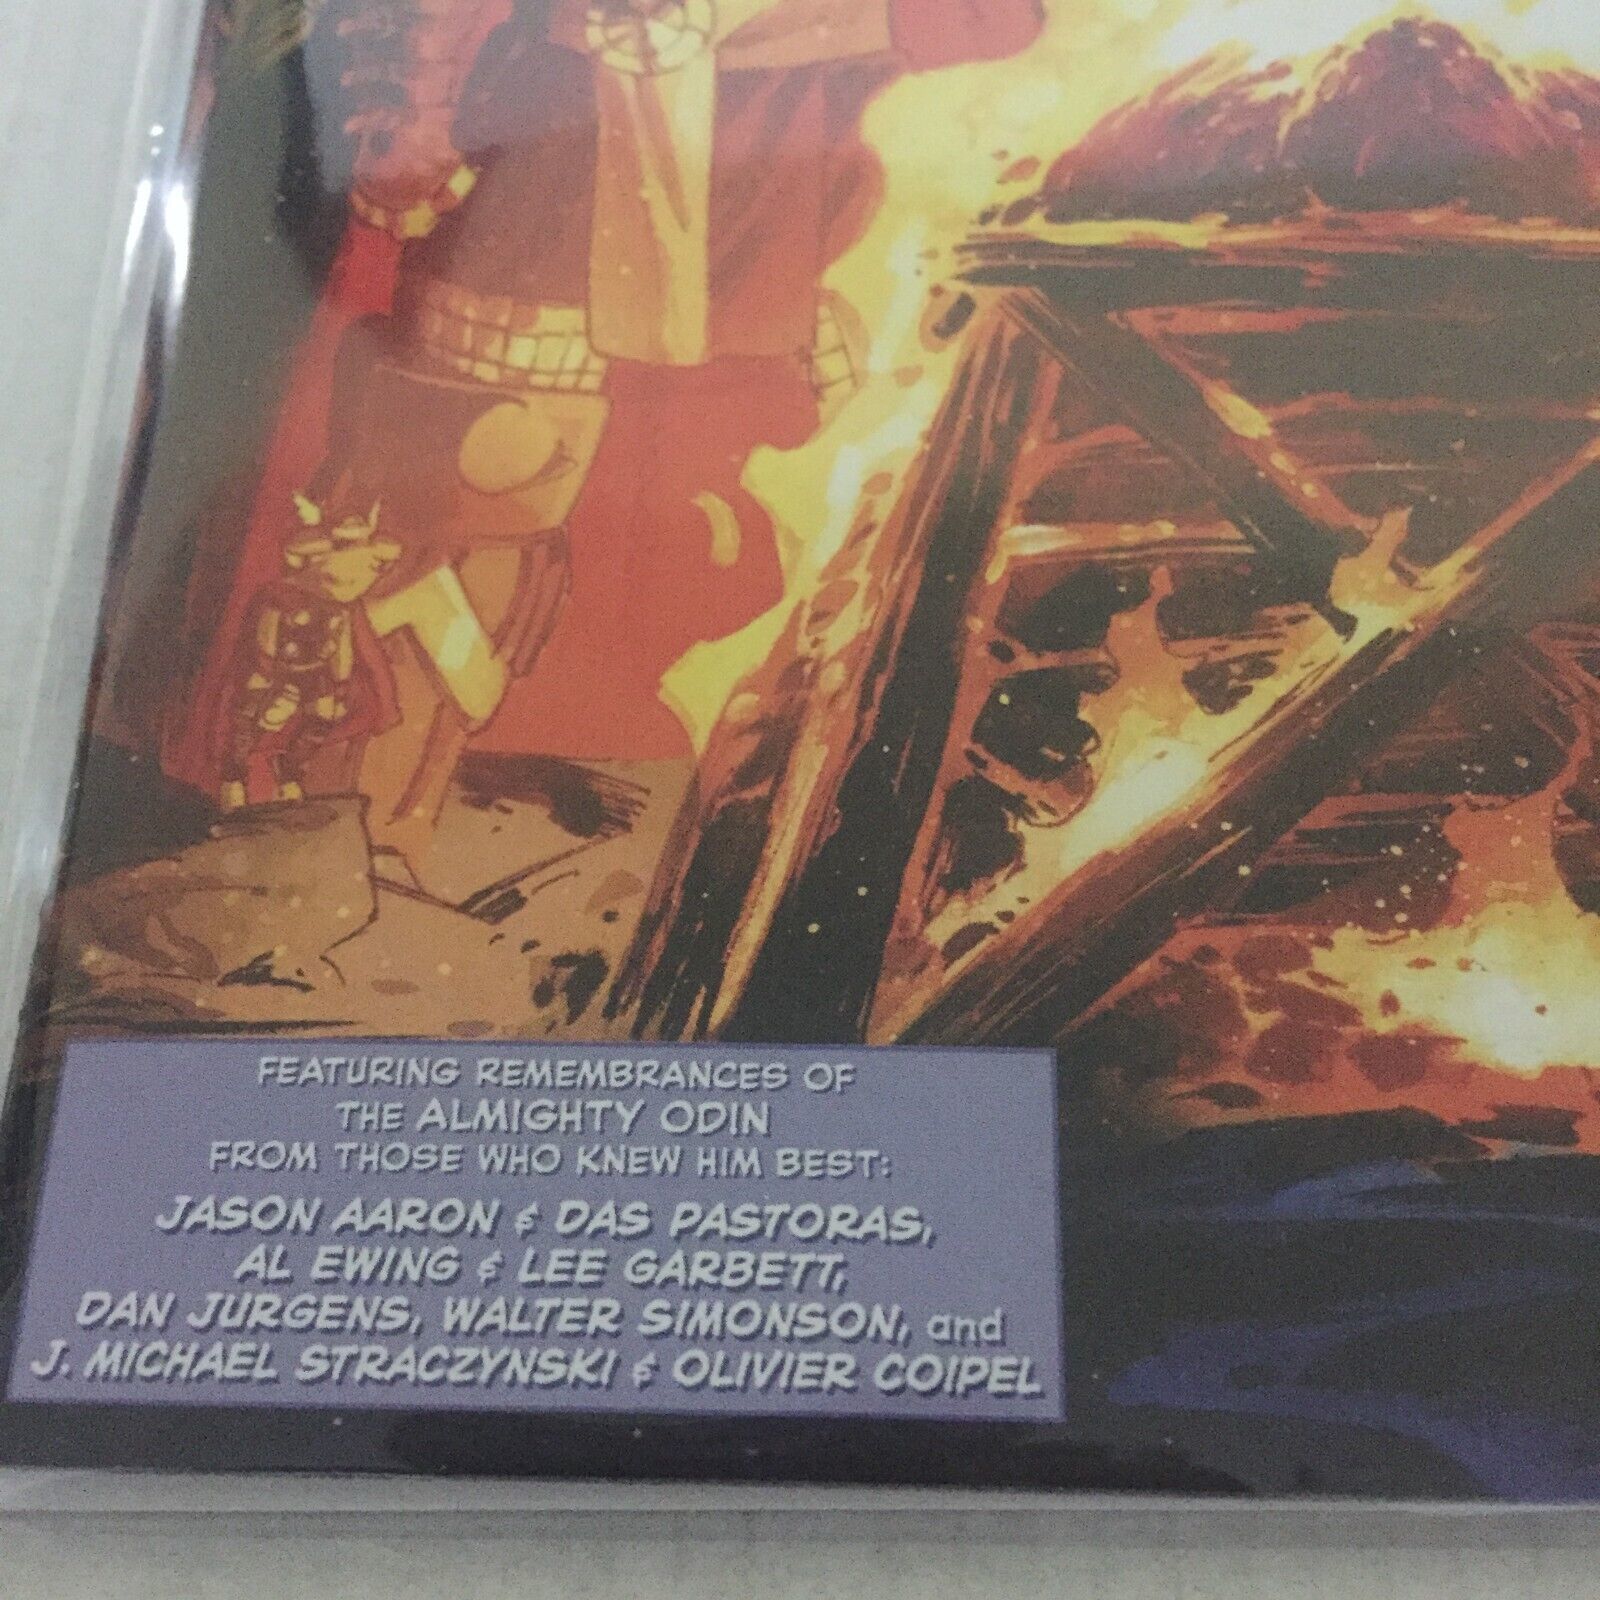 FEATURING REMEMBRANCES OF
THE ALMIGHTY ODIN
FROM THOSE WHO KNEW HIM BEST:
JASON AARON & DAS PASTORAS,
AL EWING & LEE GARBETT,
DAN JURGENS, WALTER SIMONSON, and
J. MICHAEL STRACZYNSKI & OLIVIER COIPEL